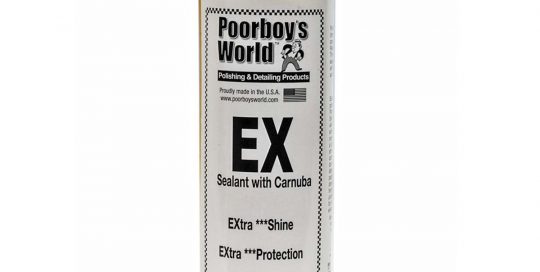 Poorboy's
World™
Polishing & Detailing Products
Proudly made in the U.S.A.
www.poorboysworld.com
EX
Sealant with Carnuba
EXtra ***Shine
EXtra ***Protection